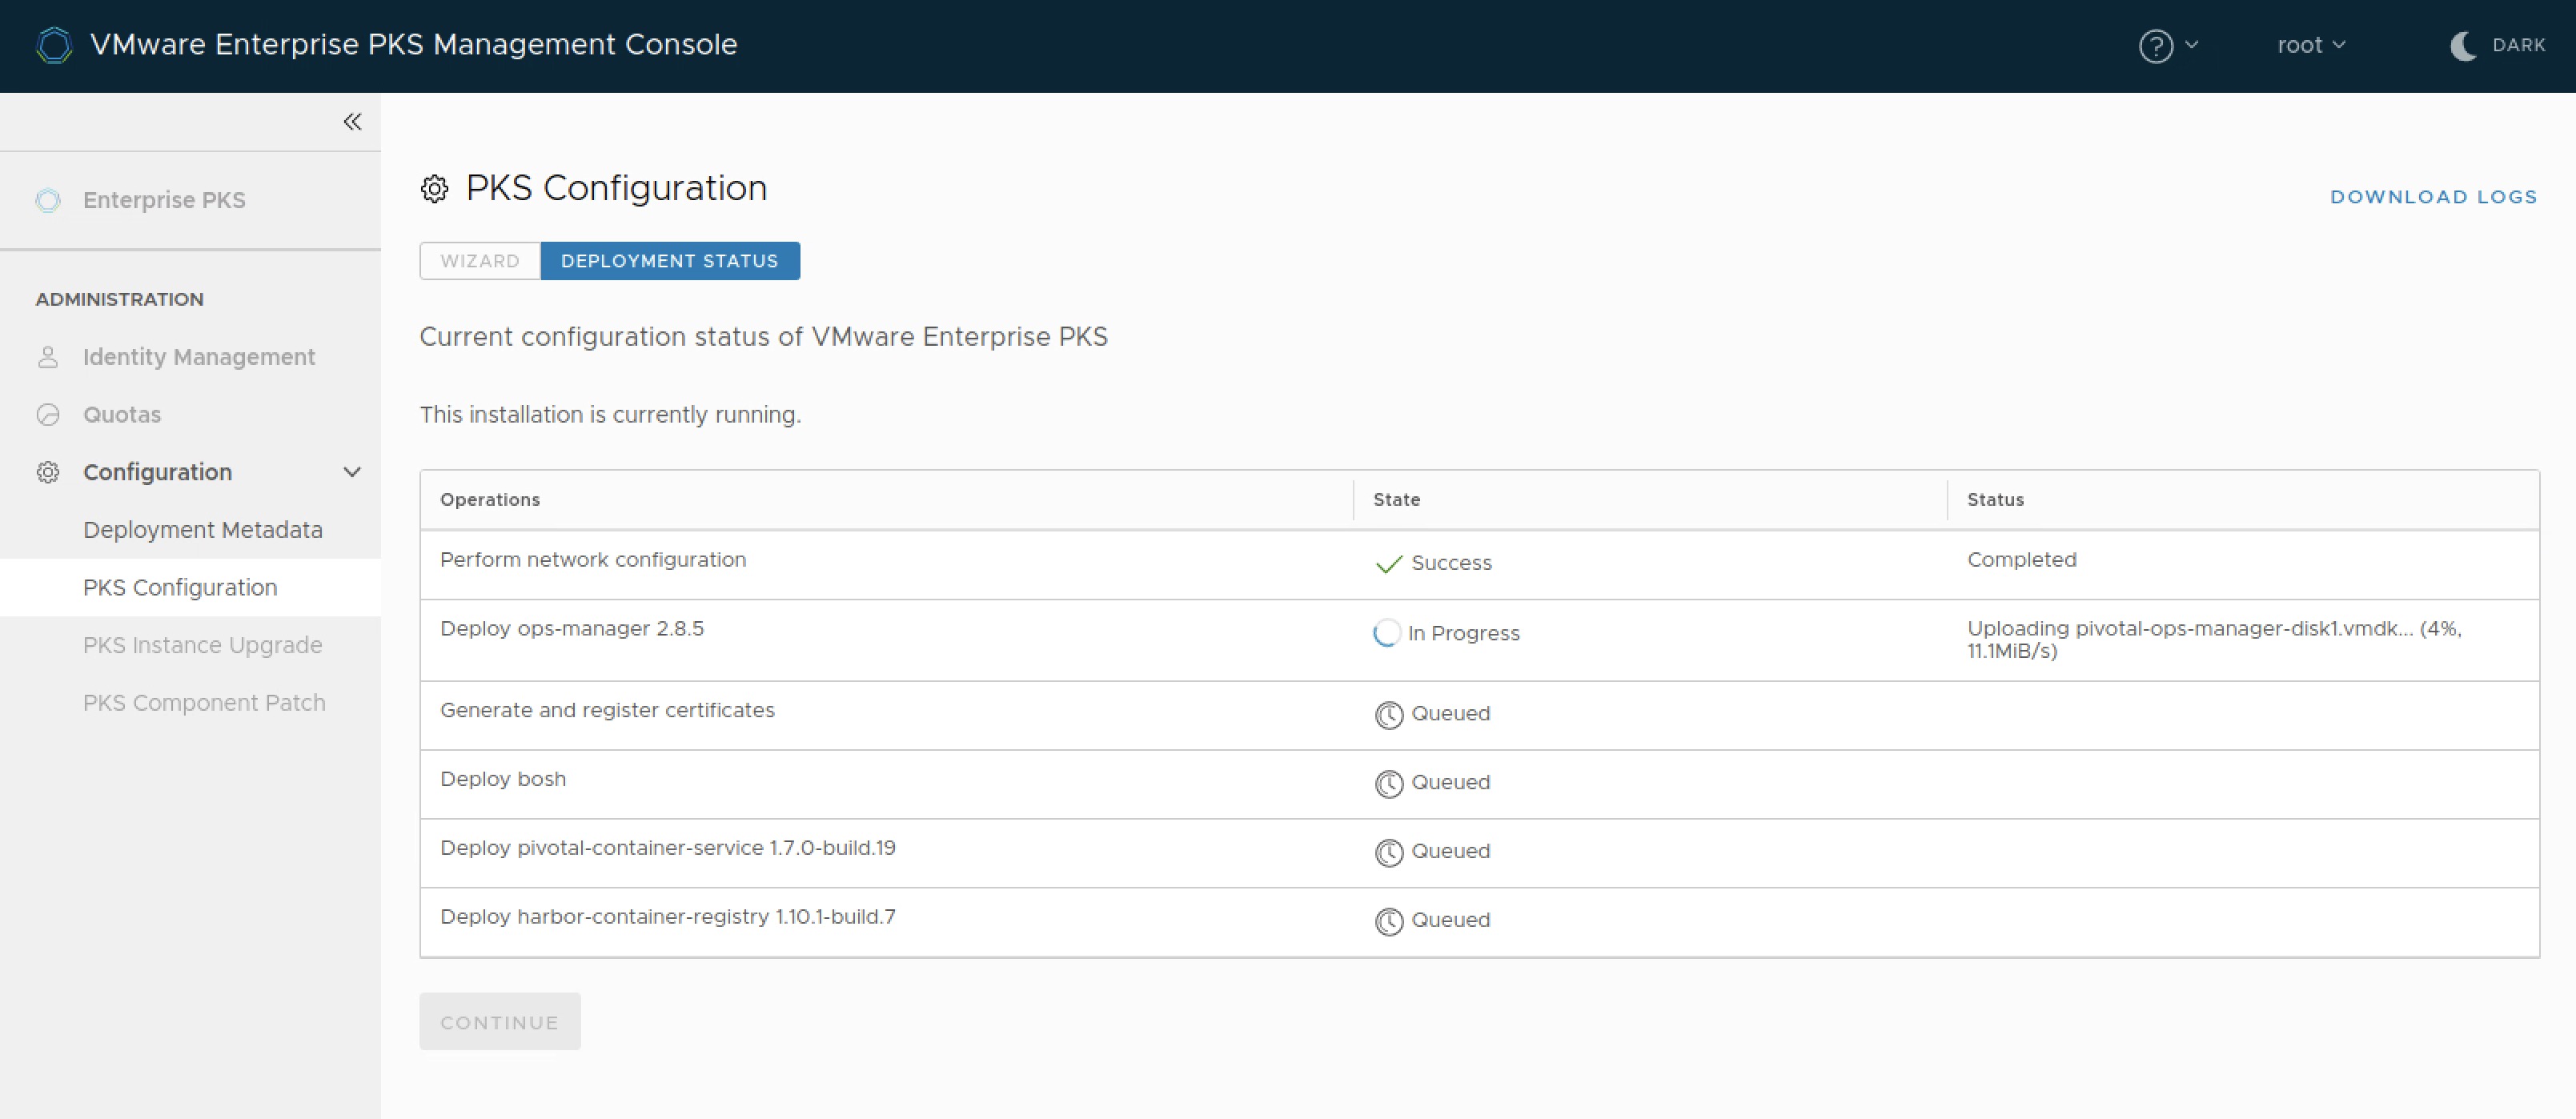 VMware Enterprise PKS Management Console
?
root
DARK
Enterprise PKS
ADMINISTRATION
Identity Management
Quotas
Configuration
Deployment Metadata
PKS Configuration
PKS Instance Upgrade
PKS Component Patch
PKS Configuration
DOWNLOAD LOGS
WIZARD
DEPLOYMENT STATUS
Current configuration status of VMware Enterprise PKS
This installation is currently running.
Operations State Status
Perform network configuration Success Completed
Deploy ops-manager 2.8.5 In Progress Uploading pivotal-ops-manager-disk1.vmdk... (4%,
11.1MiB/s)
Generate and register certificates Queued
Deploy bosh Queued
Deploy pivotal-container-service 1.7.0-build.19 Queued
Deploy harbor-container-registry 1.10.1-build.7 Queued
CONTINUE